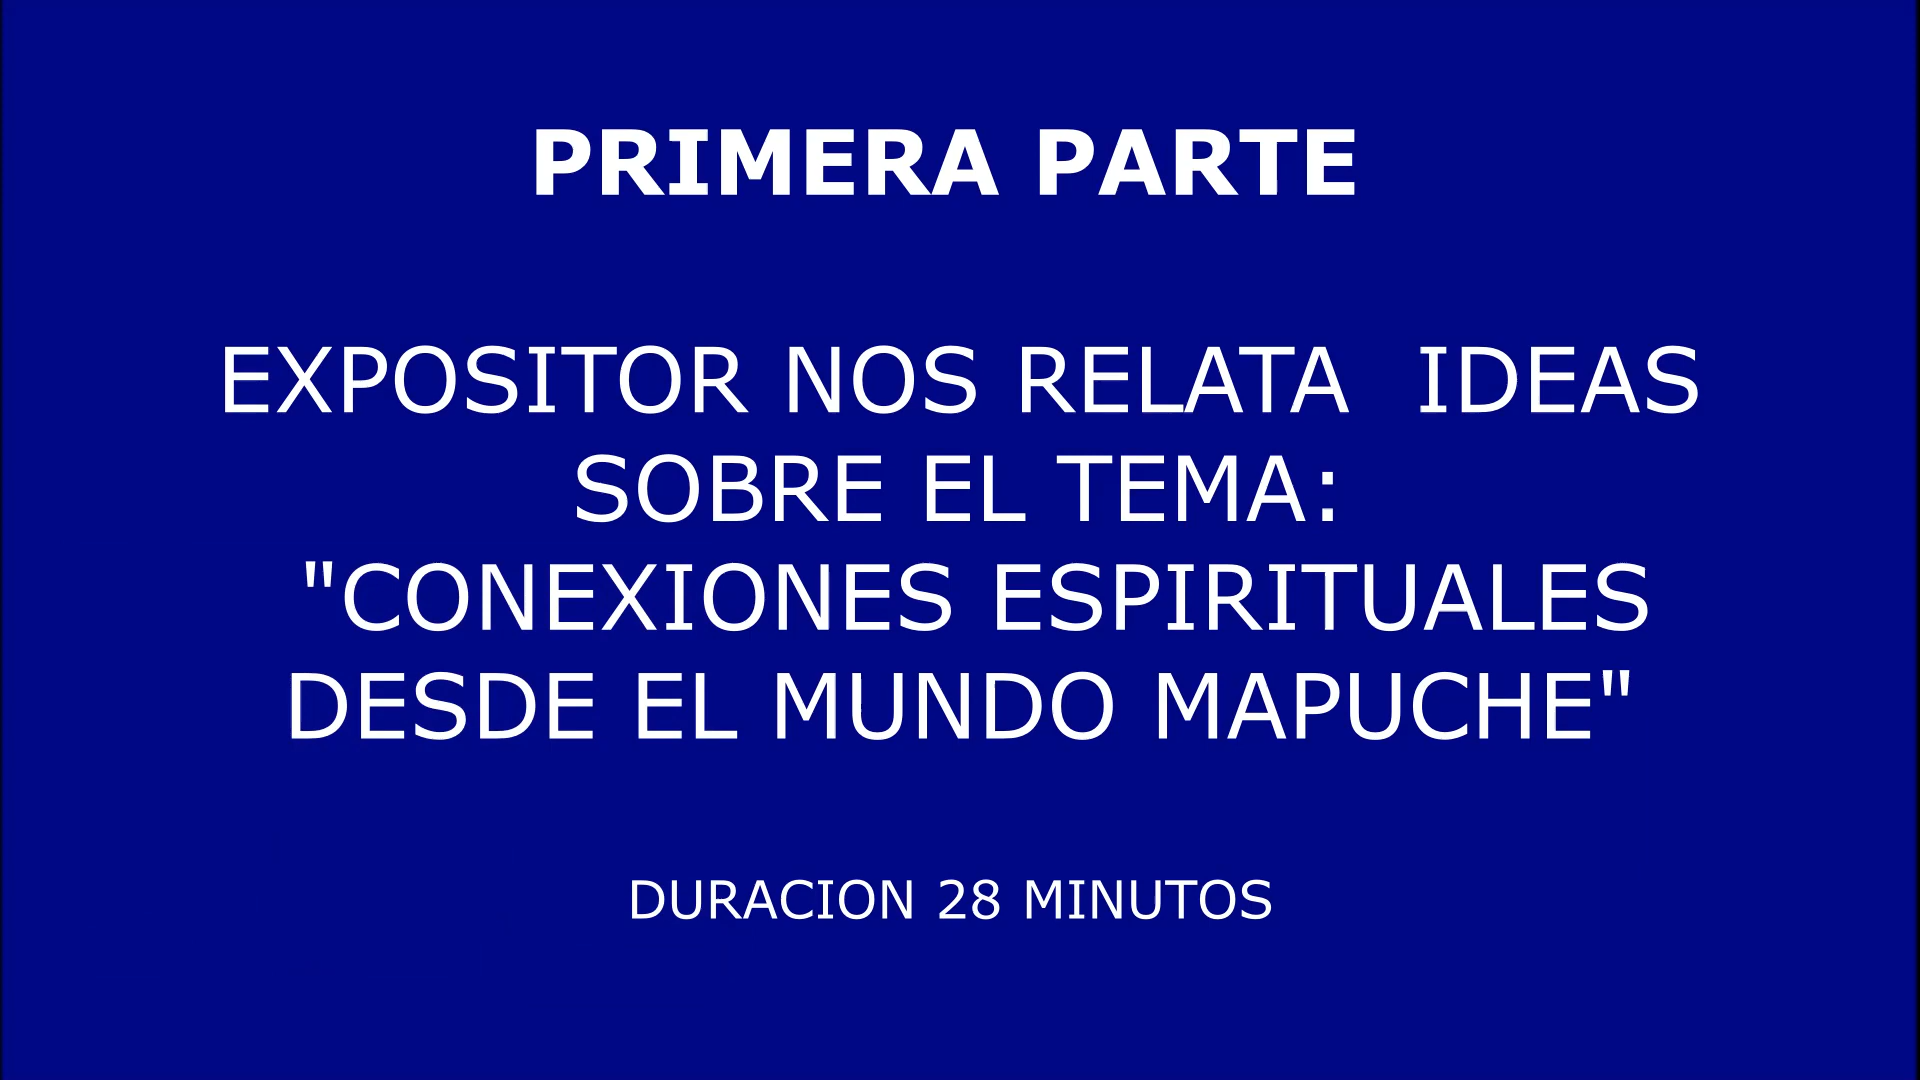 PRIMERA PARTE
EXPOSITOR NOS RELATA  IDEAS
SOBRE EL TEMA:
"CONEXIONES ESPIRITUALES
DESDE EL MUNDO MAPUCHE"
DURACION 28 MINUTOS